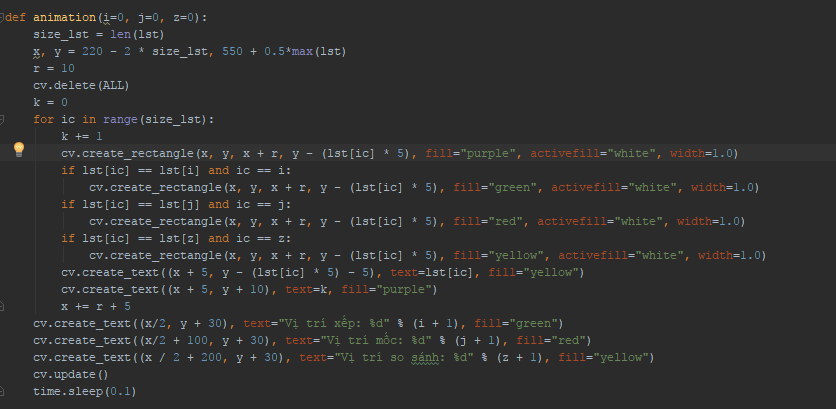 def animation(i=0, j=0, z=0):
    size_lst = len(lst)
    x, y = 220 - 2 * size_lst, 550 + 0.5*max(lst)
    r = 10
    cv.delete(ALL)
    k = 0
    for ic in range(size_lst):
        k += 1
        cv.create_rectangle(x, y, x + r, y - (lst[ic] * 5), fill="purple", activefill="white", width=1.0)
        if lst[ic] == lst[i] and ic == i:
            cv.create_rectangle(x, y, x + r, y - (lst[ic] * 5), fill="green", activefill="white", width=1.0)
        if lst[ic] == lst[j] and ic == j:
            cv.create_rectangle(x, y, x + r, y - (lst[ic] * 5), fill="red", activefill="white", width=1.0)
        if lst[ic] == lst[z] and ic == z:
            cv.create_rectangle(x, y, x + r, y - (lst[ic] * 5), fill="yellow", activefill="white", width=1.0)
        cv.create_text((x + 5, y - (lst[ic] * 5) - 5), text=lst[ic], fill="yellow")
        cv.create_text((x + 5, y + 10), text=k, fill="purple")
        x += r + 5
    cv.create_text((x/2, y + 30), text="Vị trí xếp: %d" % (i + 1), fill="green")
    cv.create_text((x/2 + 100, y + 30), text="Vị trí mốc: %d" % (j + 1), fill="red")
    cv.create_text((x / 2 + 200, y + 30), text="Vị trí so sánh: %d" % (z + 1), fill="yellow")
    cv.update()
    time.sleep(0.1)